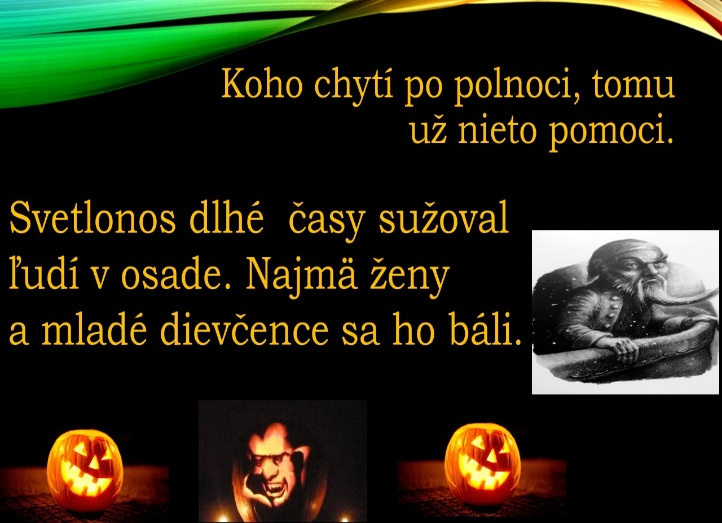 Koho chytí po polnoci, tomu
už nieto pomoci.
Svetlonos dlhé  časy sužoval
ľudí v osade. Najmä ženy
a mladé dievčence sa ho báli.